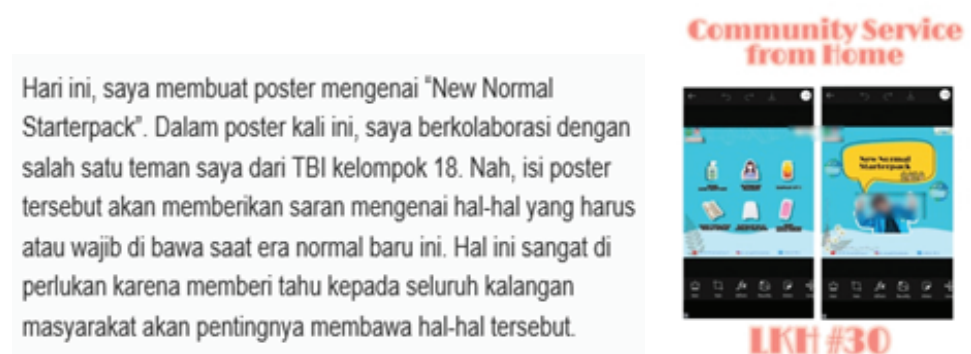 Hari ini, saya membuat poster mengenai “New Normal
Starterpack”. Dalam poster kali ini, saya berkolaborasi dengan
salah satu teman saya dari TBI kelompok 18. Nah, isi poster
tersebut akan memberikan saran mengenai hal-hal yang harus
atau wajib di bawa saat era normal baru ini. Hal ini sangat di
perlukan karena memberi tahu kepada seluruh kalangan
masyarakat akan pentingnya membawa hal-hal tersebut.
Community Service
from Home
New Normal
Starterpack
LKH #30